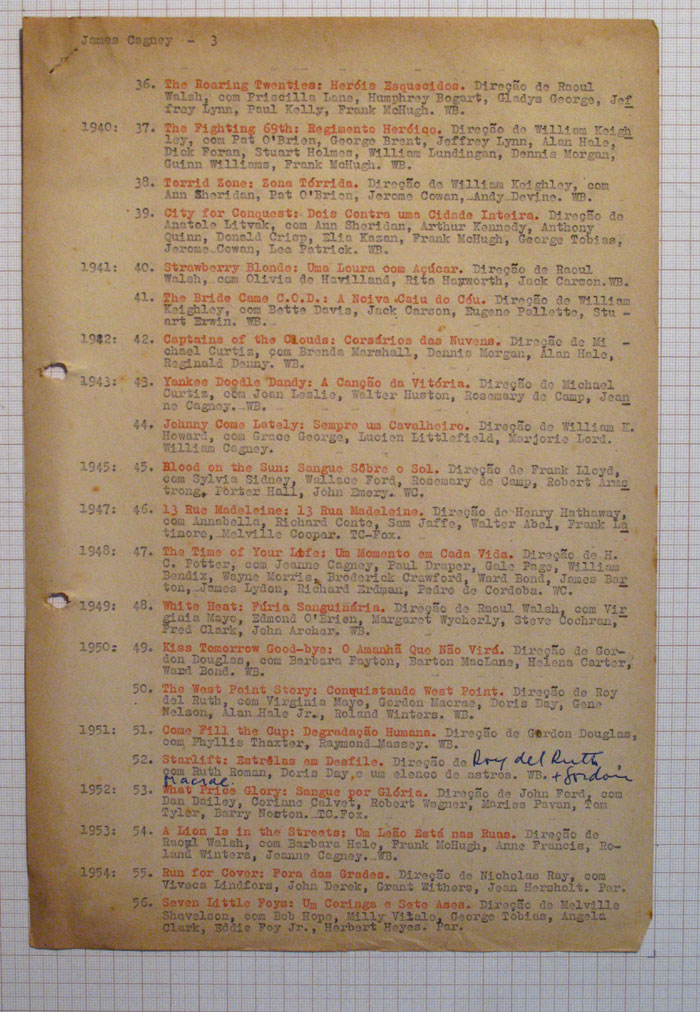 James Cagney - 3
36. The Roaring Twenties: Heróis Esquecidos. Direção de Raoul
Walsh, com Priscilla Lane, Humphrey Bogart, Gladys George, Jef
frey Lynn, Paul Kelly, Frank McHugh. WB.
1940: 37. The Fighting 69th: Regimento Heróiqo. Direção de William Keigh
ley, com Pat O'Brien, George Brent, Jeffrey Lynn, Alan Hale,
Dick Foran, Stuart Holmes, William Lundingan, Dennis Morgan,
Guinn Williams, Frank McHugh. WB.
38. Torrid Zone: Zona Tórrida. Direção de William Keighley, com
Ann Sheridan, Pat O'Brien, Jerome Cowan, Andy Devine. WB.
39. City for Conquest: Dois Contra uma Cidade Inteira. Direção de
Anatole Litvak, com Ann Sheridan, Arthur Kennedy, Anthony
Quinn, Donald Crisp, Elia Kazan, Frank McHugh, George Tobias,
Jerome Cowan, Lee Patrick. WB.
1941: 40. Strawberry Blonde: Uma Loura com Açúcar. Direção de Raoul
Walsh, com Olivia de Havilland, Rita Hayworth, Jack Carson.WB.
41. The Bride Came C.O.D.: A Noiva Caiu do Céu. Direção de William
Keighley, com Bette Davis, Jack Carson, Eugene Pallette, Stu -
art Erwin. WB.
1942: 42. Captains of the Clouds: Corsários das Nuvens. Direção de Mi -
chael Curtiz, com Brenda Marshall, Dennis Morgan, Alan Hale,
Reginald Denny. WB.
1943: 43. Yankee Doodle Dandy: A Canção da Vitória. Direção de Michael
Curtiz, com Joan Leslie, Walter Huston, Rosemary de Camp, Jean
ne Cagney. WB.
44. Johnny Come Lately: Sempre um Cavalheiro. Direção de William K.
Howard, com Grace George, Lucien Littlefield, Marjorie Lord.
William Cagney.
1945: 45. Blood on the Sun: Sangue Sôbre o Sol. Direção de Frank Lloyd,
com Sylvia Sidney, Wallace Ford, Rosemary de Camp, Robert Arms
trong, Porter Hall, John Emery. WC.
1947: 46. 13 Rue Madeleine: 13 Rua Madeleine. Direção de Henry Hathaway,
com Annabella, Richard Conte, Sam Jaffe, Walter Abel, Frank La
timore, Melville Coopar. TC-Fox.
1948: 47. The Time of Your Life: Um Momento em Cada Vida. Direção de H.
C. Potter, com Jeanne Cagney, Paul Draper, Gale Page, William
Bendix, Wayne Morris, Broderick Crawford, Ward Bond, James Bar
ton, James Lydon, Richard Erdman, Pedro de Cordoba. WC.
1949: 48. White Heat: Fúria Sanguinária. Direção de Raoul Walsh, com Vir
ginia Mayo, Edmond O'Brien, Margaret Wycherly, Steve Cochran,
Fred Clark, John Archer. WB.
1950: 49. Kiss Tomorrow Good-bye: O Amanhã Que Não Virá. Direção de Gor-
don Douglas, com Barbara Payton, Barton MacLane, Helena Carter,
Ward Bond. WB.
50. The West Point Story: Conquistando West Point. Direção de Roy
del Ruth, com Virginia Mayo, Gordon Macrae, Doris Day, Gene
Nelson, Alan Hale Jr., Roland Winters. WB.
1951: 51. Come Fill the Cup: Degradação Humana. Direção de Gordon Douglas,
com Phyllis Thaxter, Raymond Massey. WB.
52. Starlift: Estrêlas em Desfile. Direção de Roy del Ruth
com Ruth Roman, Doris Day, e um elenco de astros. WB. + Gordon
Macrae
1952: 53. What Price Glory: Sangue por Glória. Direção de John Ford, com
Dan Dailey, Corinne Calvet, Robert Wagner, Marisa Pavan, Tom
Tyler, Barry Norton. TC.Fox.
1953: 54. A Lion Is in the Streets: Um Leão Está nas Ruas. Direção de
Raoul Walsh, com Barbara Hale, Frank McHugh, Anne Francis, Ro-
land Winters, Jeanne Cagney. WB.
1954: 55. Run for Cover: Fora das Grades. Direção de Nicholas Ray, com
Viveca Lindfors, John Derek, Grant Withers, Jean Hersholt. Par.
56. Seven Little Foys: Um Coringa e Sete Ases. Direção de Melville
Shavelson, com Bob Hope, Milly Vitale, George Tobias, Angela
Clark, Eddie Foy Jr., Herbert Heyes. Par.